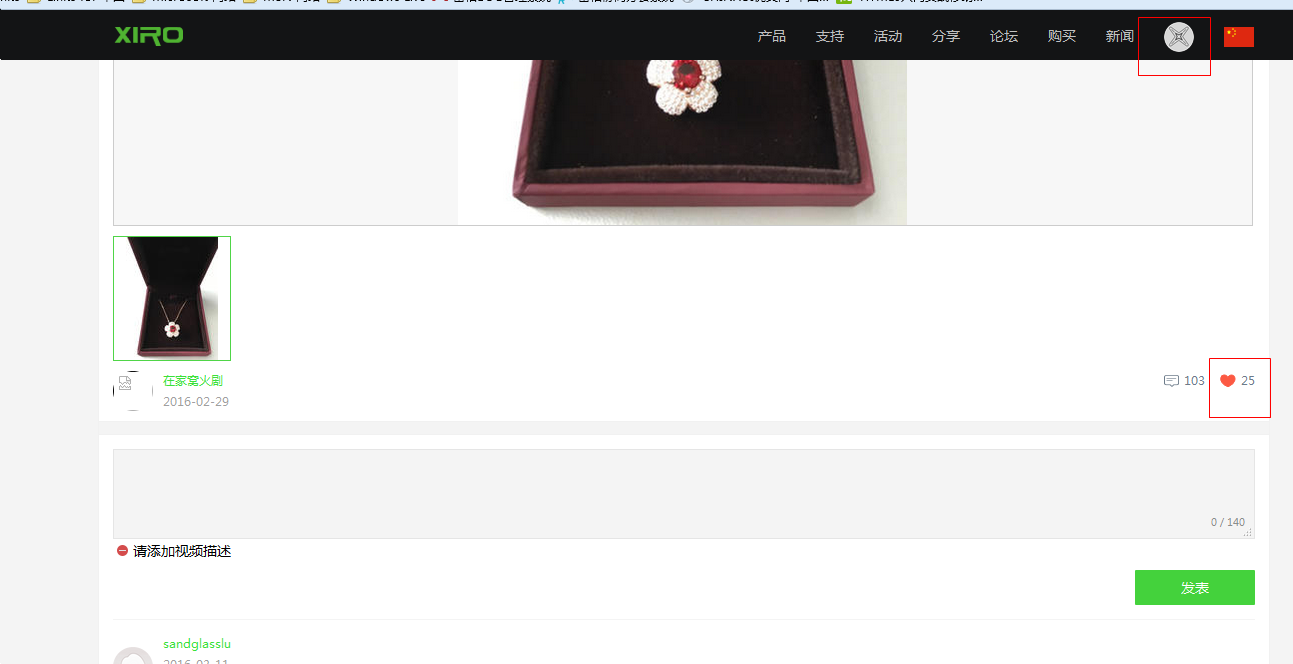 XIRO
产品 支持 活动 分享 论坛 购买 新闻
在家窝火剧
2016-02-29
103 25
0 / 140
请添加视频描述
发表
sandglasslu
2016-03-11